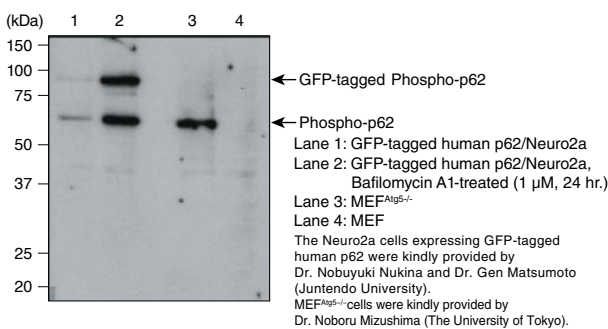 (kDa) 1 2 3 4
150
100
75
50
37
25
20
GFP-tagged Phospho-p62
Phospho-p62
Lane 1: GFP-tagged human p62/Neuro2a
Lane 2: GFP-tagged human p62/Neuro2a,
Bafilomycin A1-treated (1 μM, 24 hr.)
Lane 3: MEFAtg5-/-
Lane 4: MEF
The Neuro2a cells expressing GFP-tagged
human p62 were kindly provided by
Dr. Nobuyuki Nukina and Dr. Gen Matsumoto
(Juntendo University).
MEFAtg5-/-cells were kindly provided by
Dr. Noboru Mizushima (The University of Tokyo).